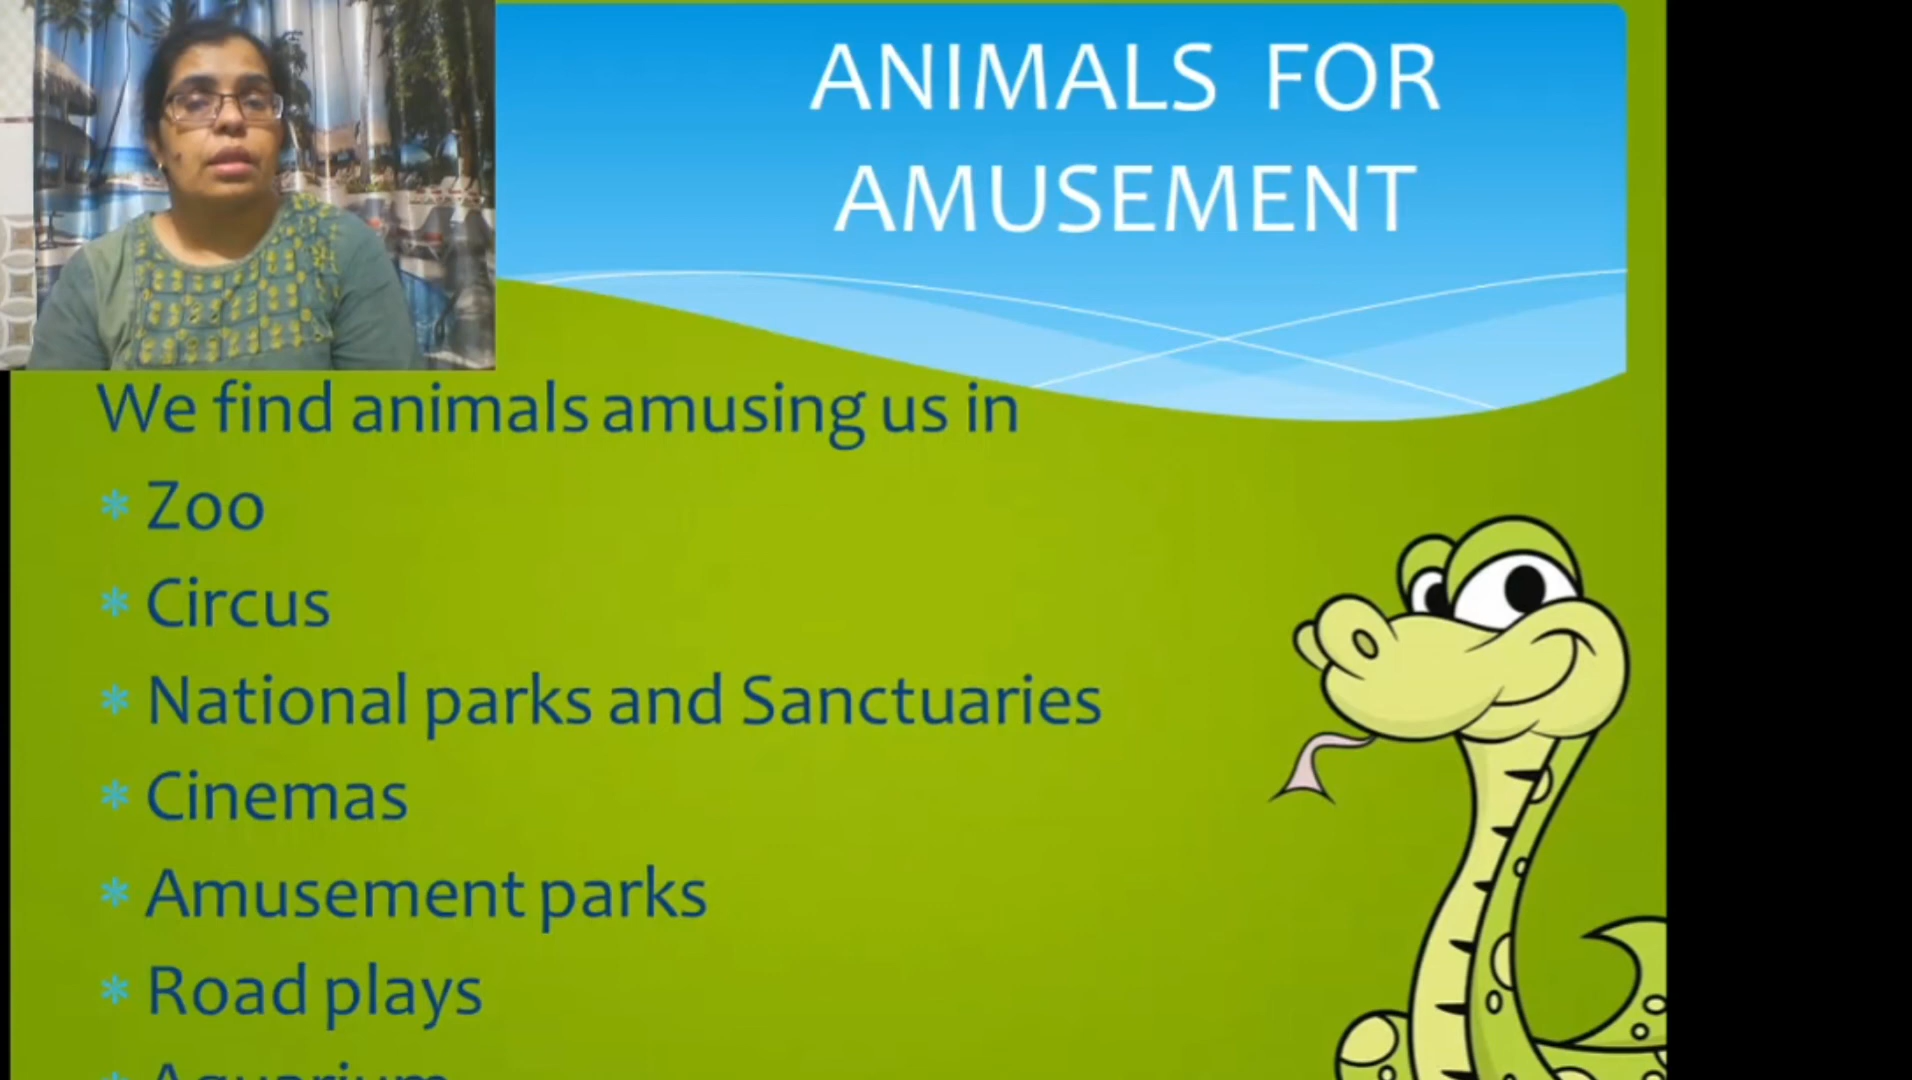 ANIMALS FOR
AMUSEMENT
We find animals amusing us in
* Zoo
* Circus
* National parks and Sanctuaries
* Cinemas
* Amusement parks
* Road plays
* Aquarium